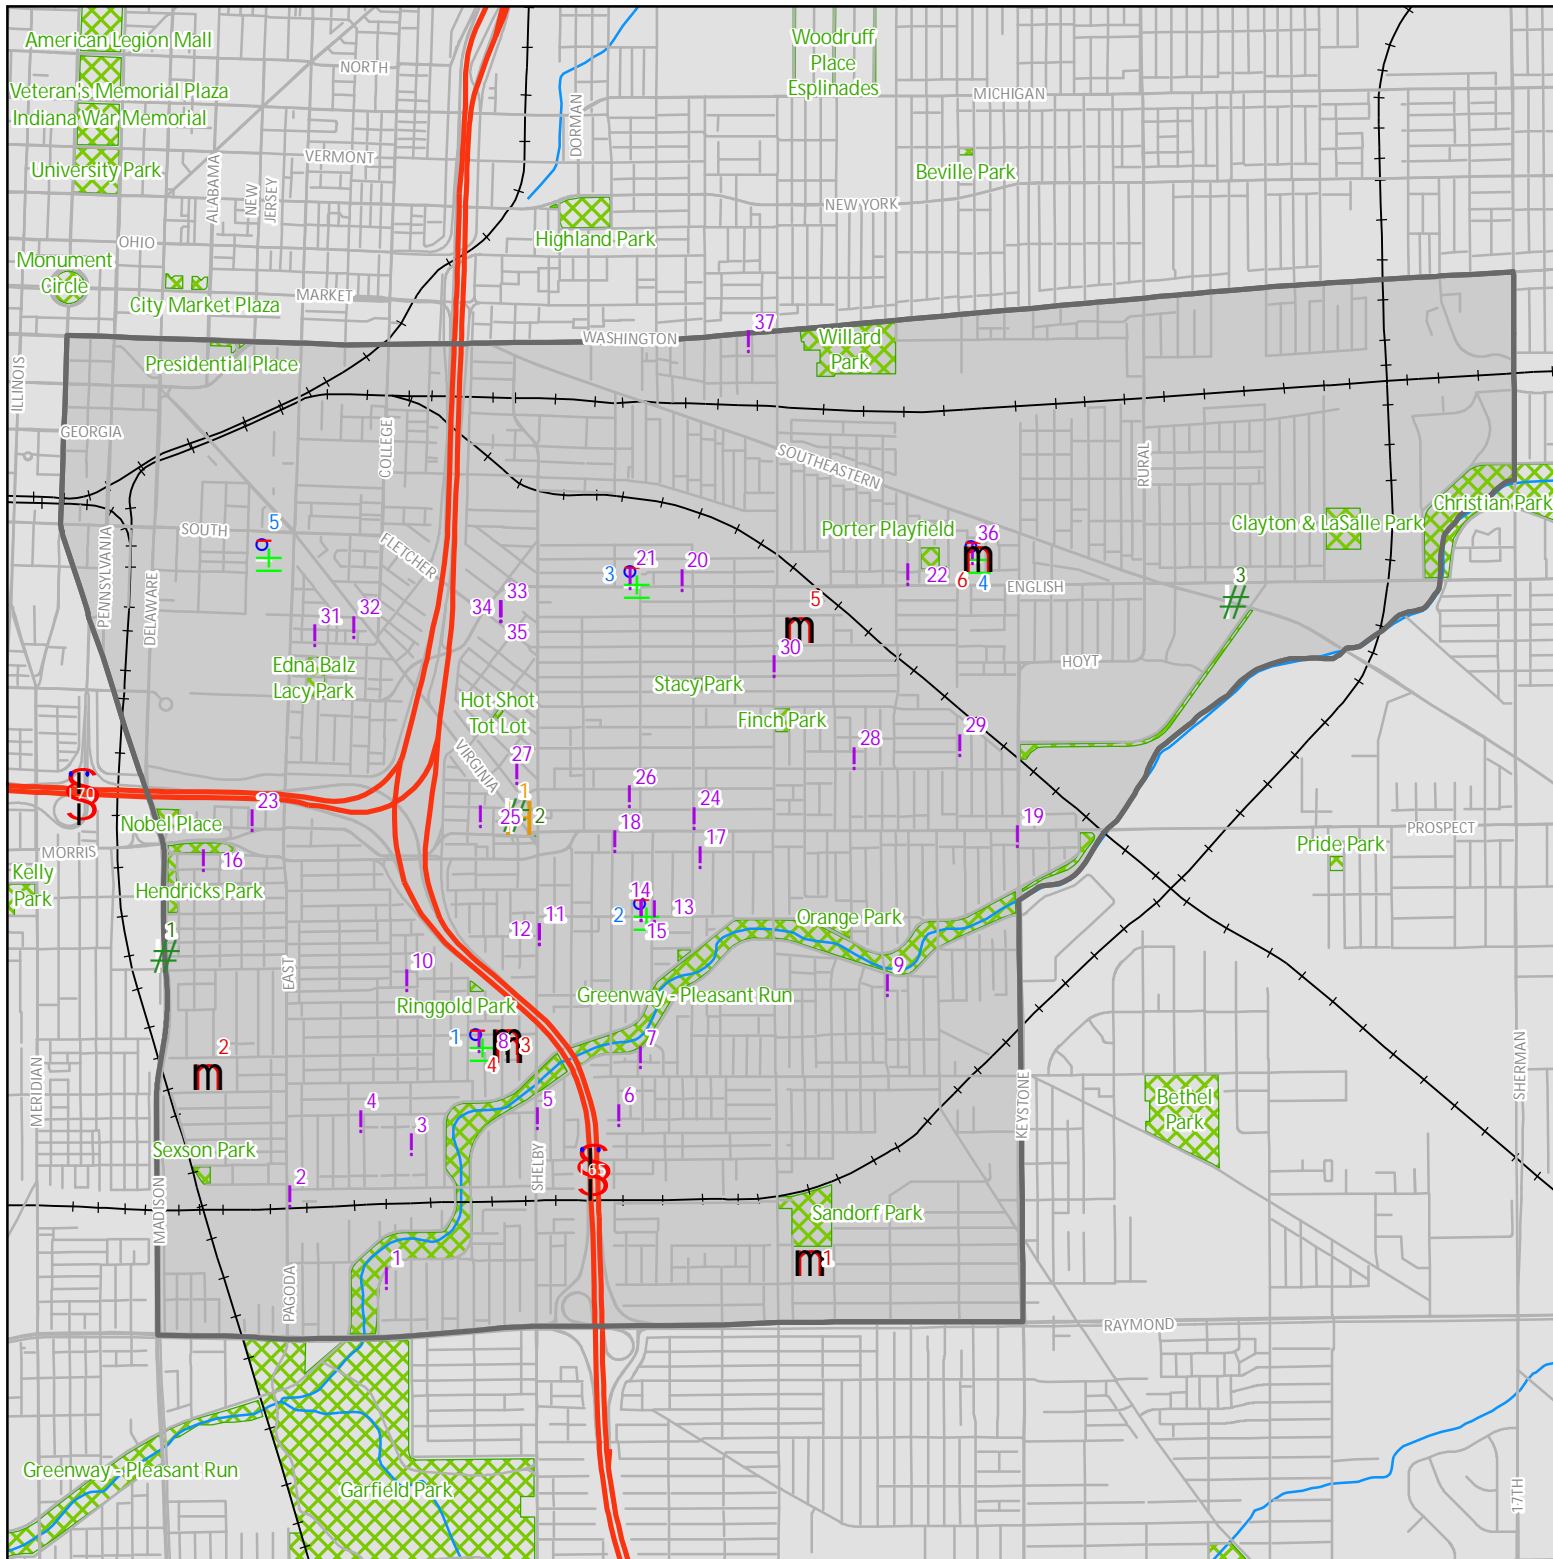 American Legion Mall
Veteran's Memorial Plaza
Indiana War Memorial
University Park
NORTH
VERMONT
ALABAMA
NEW
JERSEY
DORMAN
Woodruff
Place
Esplinades
MICHIGAN
Beville Park
NEW YORK
Highland Park
OHIO
Monument
Circle
City Market Plaza
MARKET
WASHINGTON
37
Willard
Park
Presidential Place
ILLINOIS
GEORGIA
COLLEGE
SOUTHEASTERN
RURAL
Christian Park
Clayton & LaSalle Park
Porter Playfield
SOUTH
5
FLETCHER
PENNSYLVANIA
DELAWARE
3
21
20
22
36
m
6
4
ENGLISH
3
#
31
32
34
33
35
5
m
30
HOYT
Edna Balz
Lacy Park
Stacy Park
Hot Shot
Tot Lot
Finch Park
VIRGINIA
27
28
29
26
70
23
25
1
2
24
18
17
19
Nobel Place
MORRIS
PROSPECT
Pride Park
Kelly
Park
16
Hendricks Park
14
2
13
15
Orange Park
1
#
12
11
EAST
10
9
Ringgold Park
Greenway - Pleasant Run
1
8
m
3
4
7
2
m
MERIDIAN
SHERMAN
KEYSTONE
Bethel
Park
4
3
5
6
Sexson Park
SHELBY
65
2
MADISON
Sandorf Park
m
1
1
PAGODA
RAYMOND
Greenway - Pleasant Run
Garfield Park
17TH